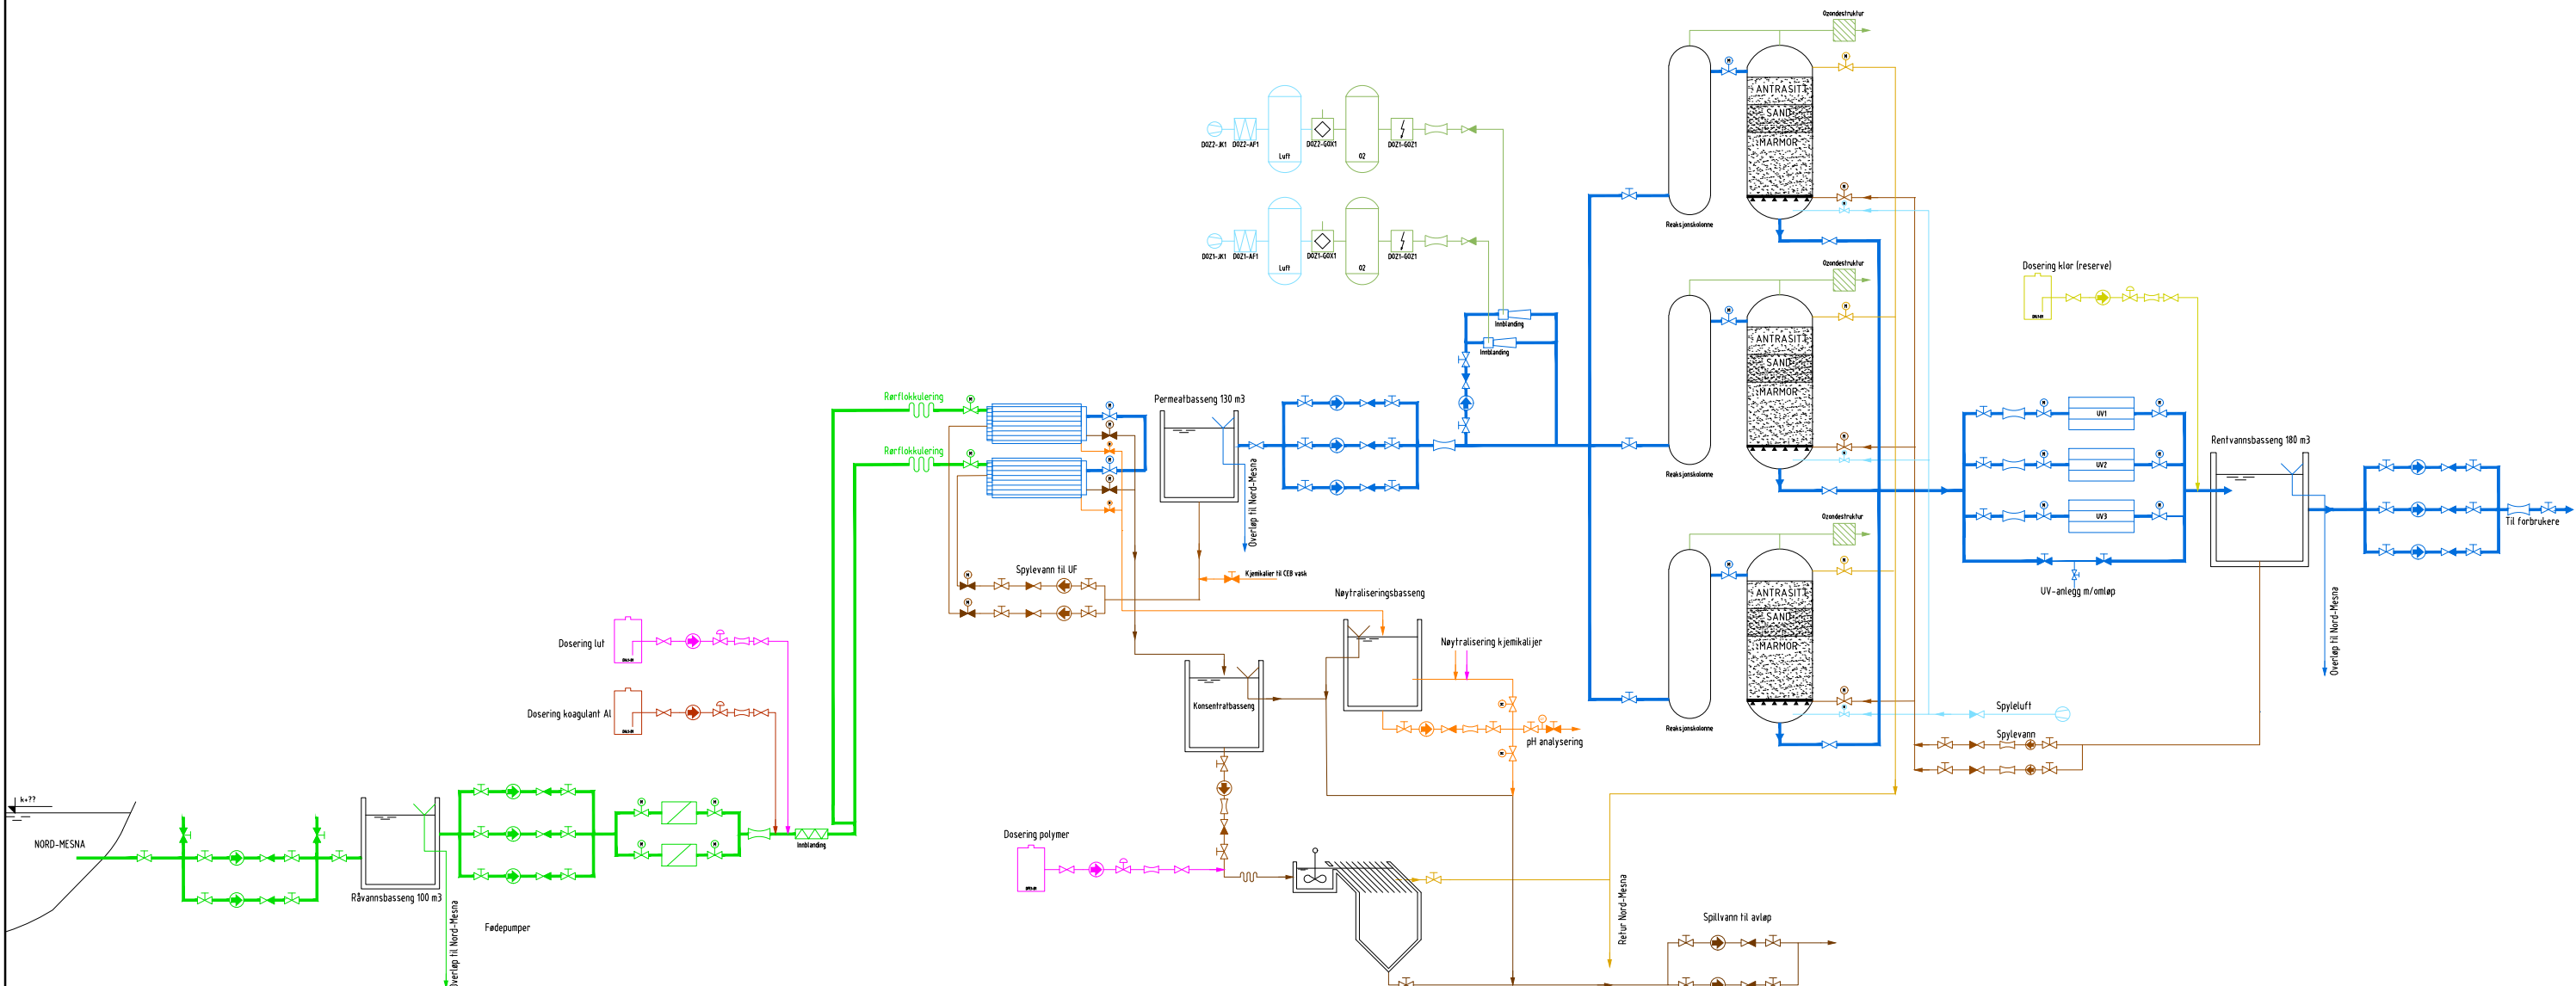 Ozondestruktur
ANTRASITT
SAND
MARMOR
Reaksjonskolonne
DOZ2-JK1
DOZ2-AF1
Luft
DOZ2-GOX1
O2
DOZ1-GOZ1
DOZ1-JK1
DOZ1-AF1
Luft
DOZ1-GOX1
O2
DOZ1-GOZ1
Innblanding
Innblanding
Ozondestruktur
ANTRASITT
SAND
MARMOR
Reaksjonskolonne
Dosering klor (reserve)
Rørflokkulering
Rørflokkulering
Permeatbasseng 130 m3
Overløp til Nord-Mesna
UV1
UV2
UV3
UV-anlegg m/omløp
Rentvannsbasseng 180 m3
Overløp til Nord-Mesna
Til forbrukere
Ozondestruktur
ANTRASITT
SAND
MARMOR
Reaksjonskolonne
Spylevann til UF
Kjemikalier til CEB vask
Nøytraliseringsbasseng
Nøytralisering kjemikalijer
Dosering lut
Dosering koagulant Al
Konsentratbasseng
pH analysering
Spyleluft
Spylevann
k+??
NORD-MESNA
Råvannsbasseng 100 m3
Overløp til Nord-Mesna
Fødepumper
Innblanding
Dosering polymer
Retur Nord-Mesna
Spillvann til avløp